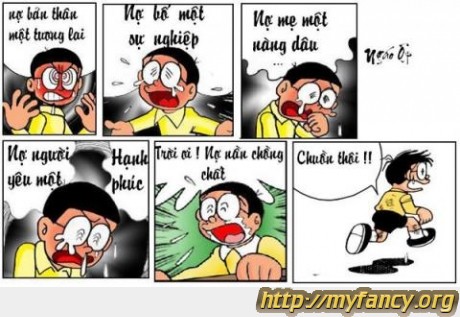 nợ bản thân
một tương lai
Nợ bố một
sự nghiệp
Nợ mẹ một
nàng dâu
...
Nợ người
yêu một
Hạnh
phúc
Trời ơi ! Nợ nần chồng
chất
Chuồn thôi !!
http://myfancy.org